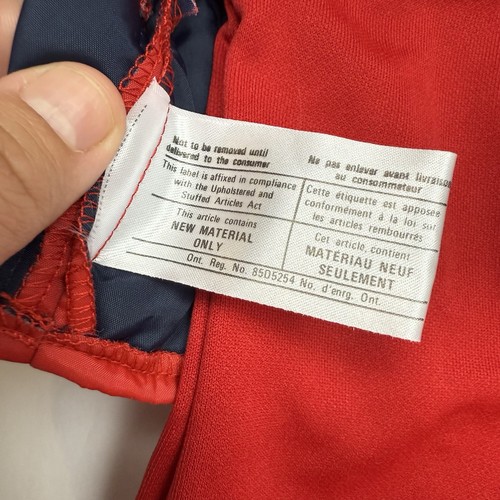 Not to be removed until
delivered to the consumer
This label is affixed in compliance
with the Upholstered and
Stuffed Articles Act
This article contains
NEW MATERIAL
ONLY
Ne pas enlever avant livraison
au consommateur
Cette étiquette est apposée
conformément à la loi sur
les articles rembourrés
Cet article contient
MATERIAU NEUF
SEULEMENT
Ont. Reg. No. 85D5254 No. d'enrg. Ont.